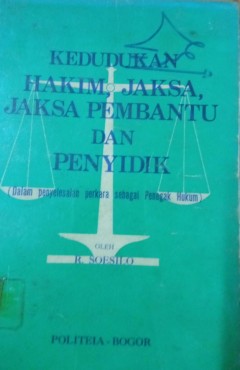 KEDUDUKAN
HAKIM, JAKSA,
JAKSA PEMBANTU
DAN
PENYIDIK
(Dalam penyelesaian perkara sebagai Penegak Hukum)
OLEH
R. SOESILO
POLITEIA - BOGOR